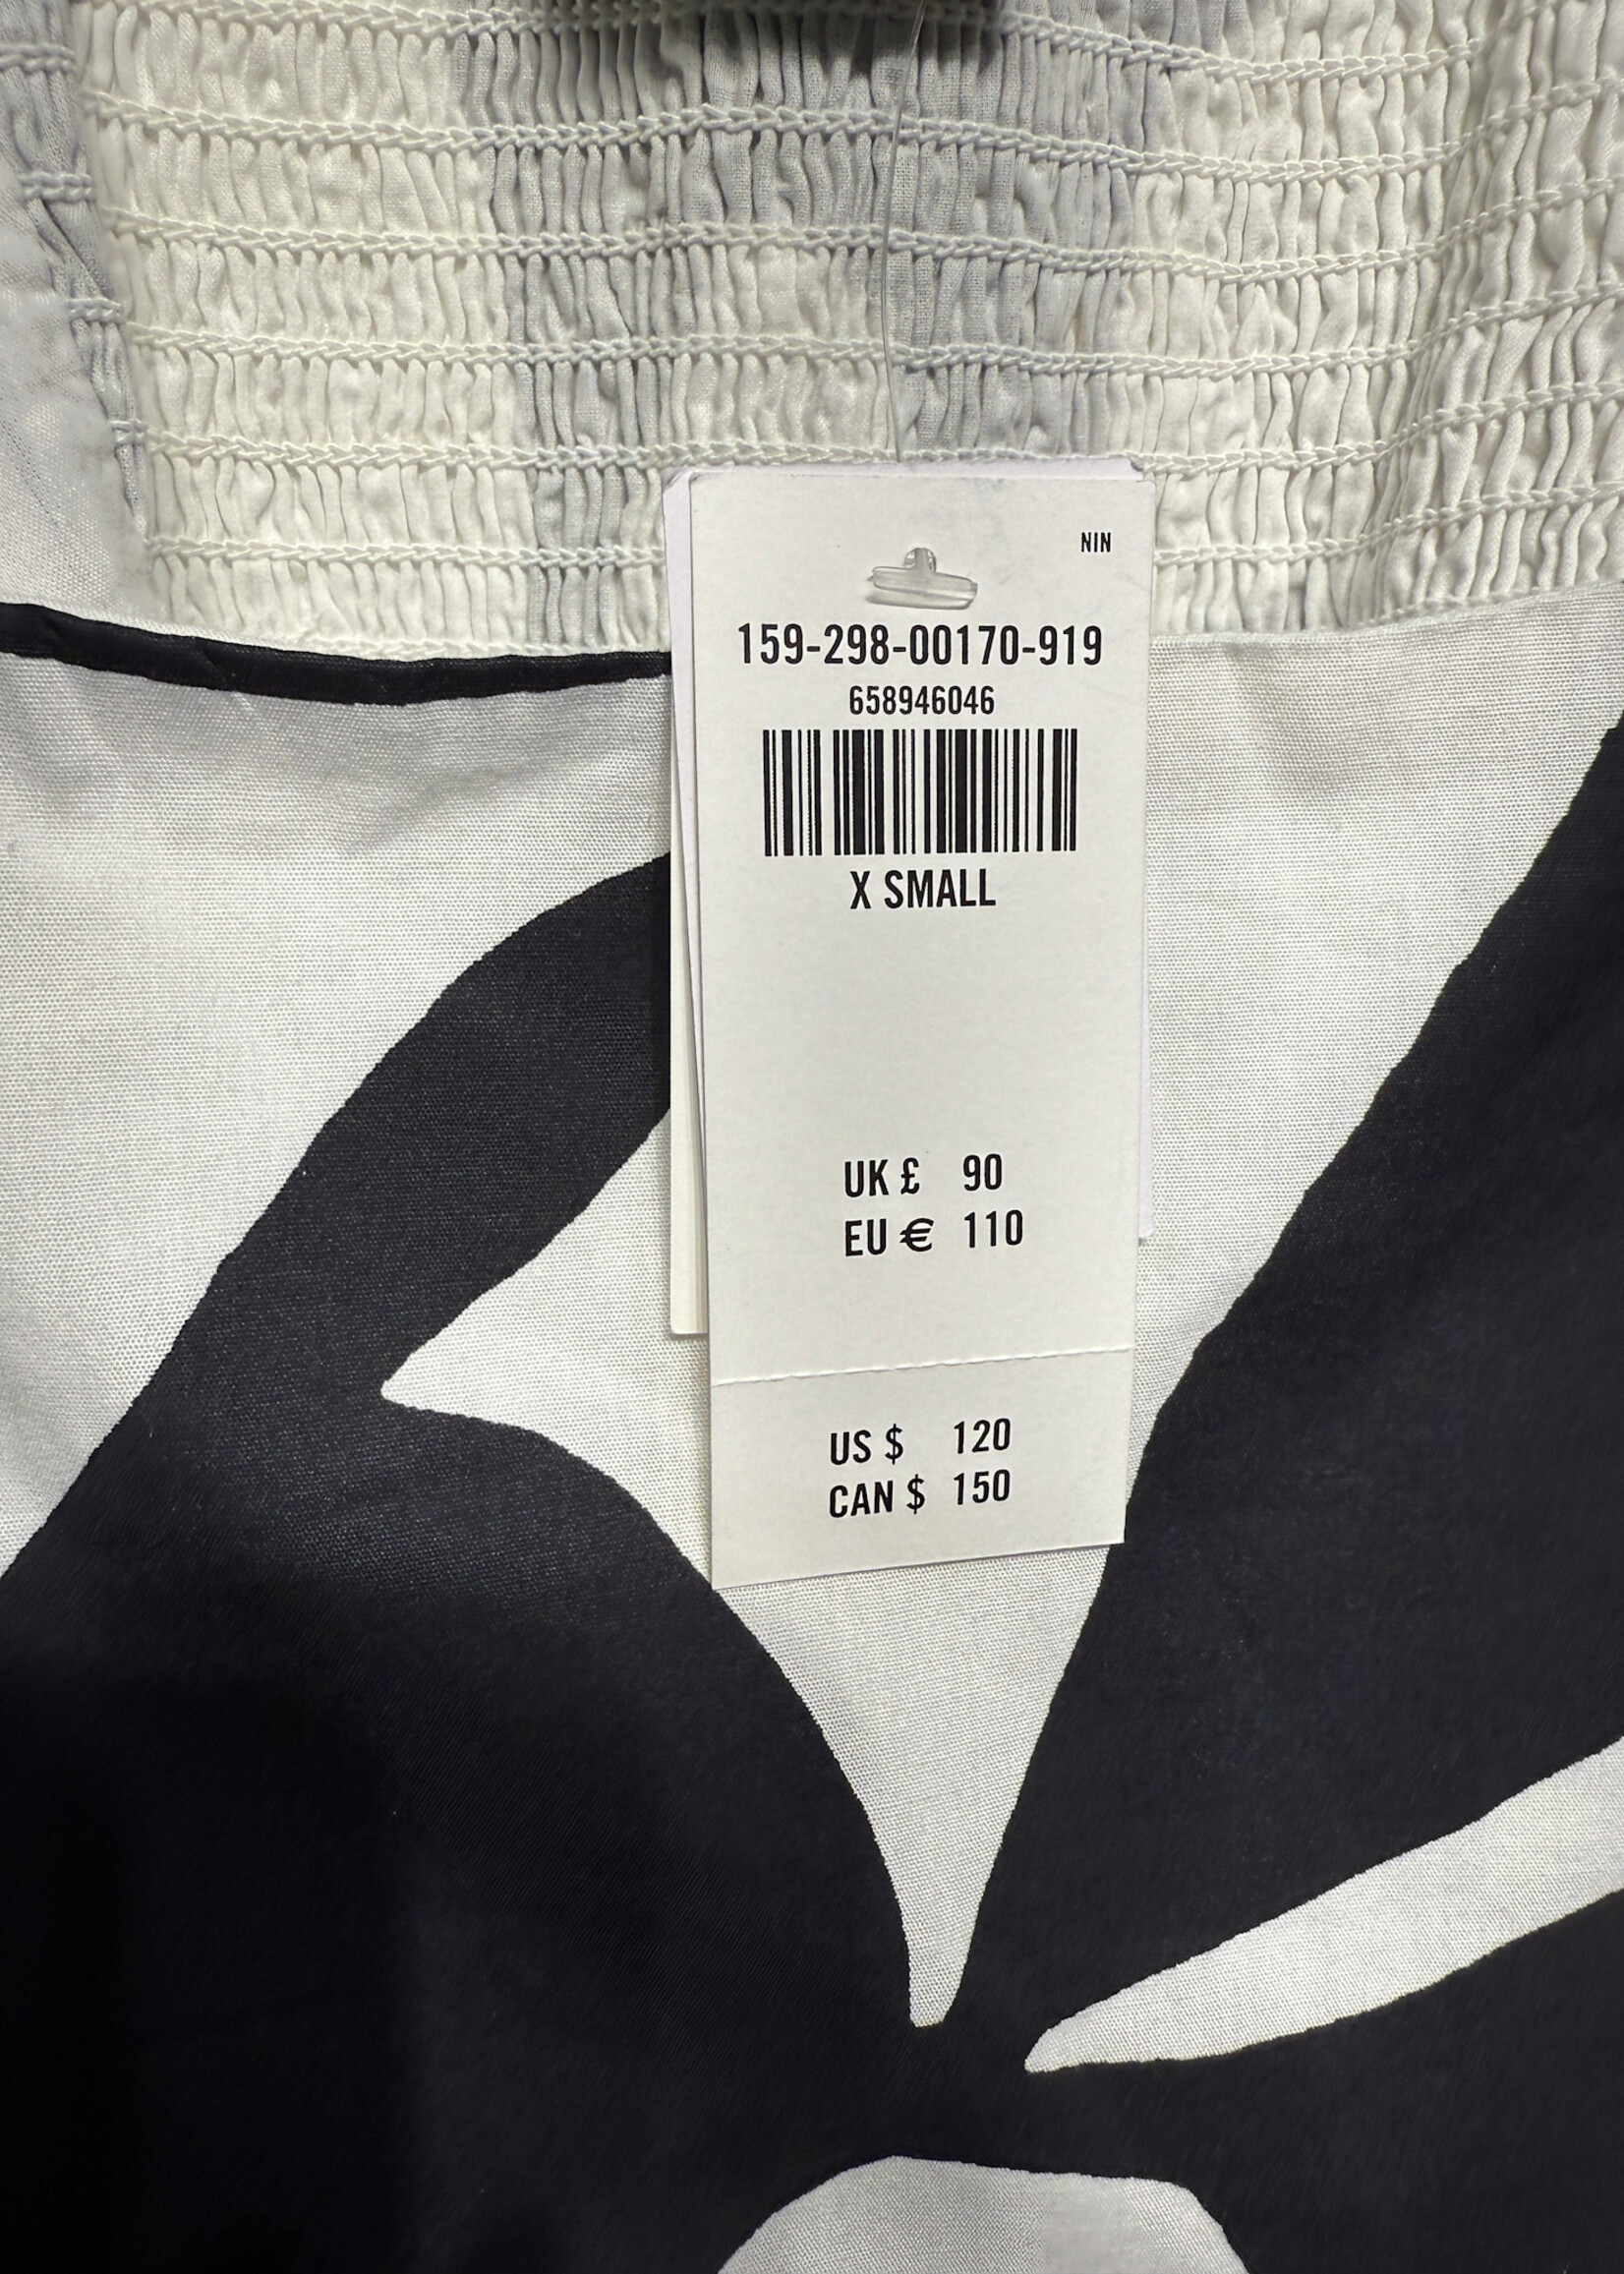 NIN
159-298-00170-919
658946046
X SMALL
UK £ 90
EU € 110
US $ 120
CAN $ 150